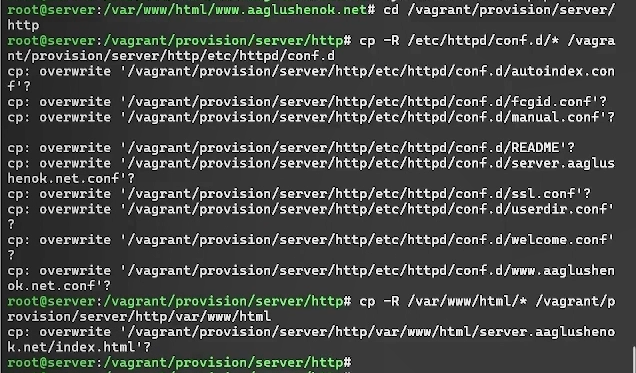 root@server:/var/www/html/www.aaglushenok.net# cd /vagrant/provision/server/
http
root@server:/vagrant/provision/server/http# cp -R /etc/httpd/conf.d/* /vagra
nt/provision/server/http/etc/httpd/conf.d
cp: overwrite '/vagrant/provision/server/http/etc/httpd/conf.d/autoindex.con
f'?
cp: overwrite '/vagrant/provision/server/http/etc/httpd/conf.d/fcgid.conf'?
cp: overwrite '/vagrant/provision/server/http/etc/httpd/conf.d/manual.conf'?
cp: overwrite '/vagrant/provision/server/http/etc/httpd/conf.d/README'?
cp: overwrite '/vagrant/provision/server/http/etc/httpd/conf.d/server.aaglus
henok.net.conf'?
cp: overwrite '/vagrant/provision/server/http/etc/httpd/conf.d/ssl.conf'?
cp: overwrite '/vagrant/provision/server/http/etc/httpd/conf.d/userdir.conf'
?
cp: overwrite '/vagrant/provision/server/http/etc/httpd/conf.d/welcome.conf'
?
cp: overwrite '/vagrant/provision/server/http/etc/httpd/conf.d/www.aaglushen
ok.net.conf'?
root@server:/vagrant/provision/server/http# cp -R /var/www/html/* /vagrant/p
rovision/server/http/var/www/html
cp: overwrite '/vagrant/provision/server/http/var/www/html/server.aaglusheno
k.net/index.html'?
root@server:/vagrant/provision/server/http#